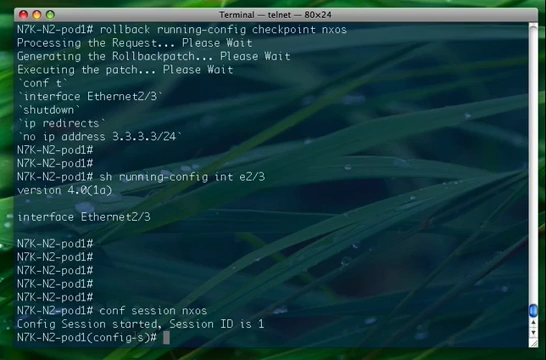 Terminal — telnet — 80×24
N7K-N2-pod1# rollback running-config checkpoint nxos
Processing the Request... Please Wait
Generating the Rollbackpatch... Please Wait
Executing the patch... Please Wait
`conf t`
`interface Ethernet2/3`
`shutdown`
`ip redirects`
`no ip address 3.3.3.3/24`
N7K-N2-pod1#
N7K-N2-pod1#
N7K-N2-pod1# sh running-config int e2/3
version 4.0(1a)
interface Ethernet2/3
N7K-N2-pod1#
N7K-N2-pod1#
N7K-N2-pod1#
N7K-N2-pod1#
N7K-N2-pod1#
N7K-N2-pod1# conf session nxos
Config Session started, Session ID is 1
N7K-N2-pod1(config-s)#